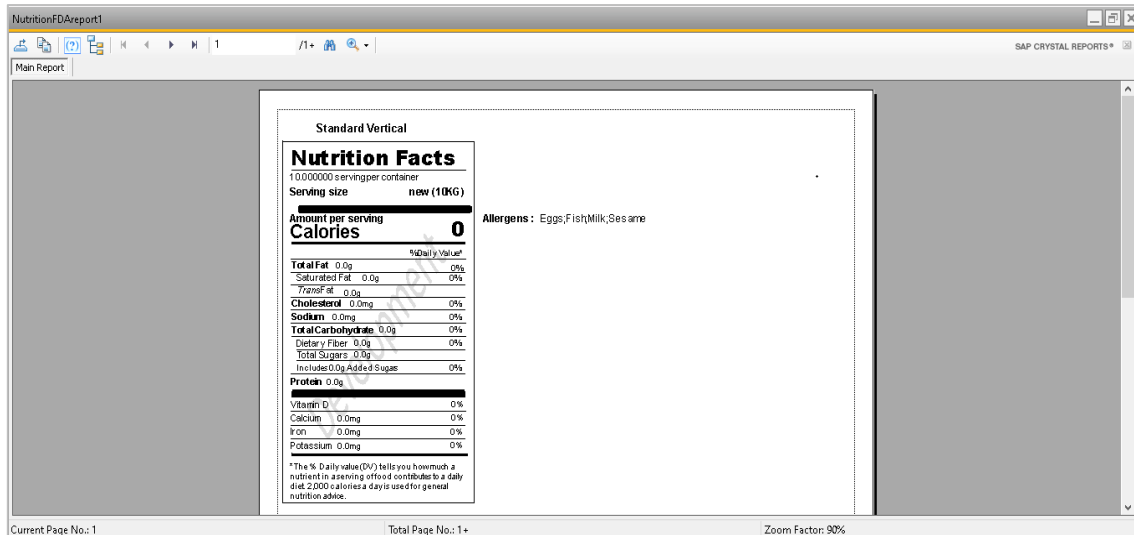 NutritionFDAreport1
1 /1+ SAP CRYSTAL REPORTS®
Main Report
Standard Vertical
Nutrition Facts
10.000000 serving per container
Serving size new (10KG)
Amount per serving
Calories 0
Allergens : Eggs;Fish;Milk;Sesame
%Daily Value*
Total Fat 0.0g 0%
Saturated Fat 0.0g 0%
Trans Fat 0.0g
Cholesterol 0.0mg 0%
Sodium 0.0mg 0%
Total Carbohydrate 0.0g 0%
Dietary Fiber 0.0g 0%
Total Sugars 0.0g
Includes 0.0g Added Sugas 0%
Protein 0.0g
Development
Vitamin D 0%
Calcium 0.0mg 0%
Iron 0.0mg 0%
Potassium 0.0mg 0%
*The % Daily value (DV) tells you how much a
nutrient in a serving of food contributes to a daily
diet. 2,000 calories a day is used for general
nutrition advice.
Current Page No.: 1 Total Page No.: 1+ Zoom Factor: 90%